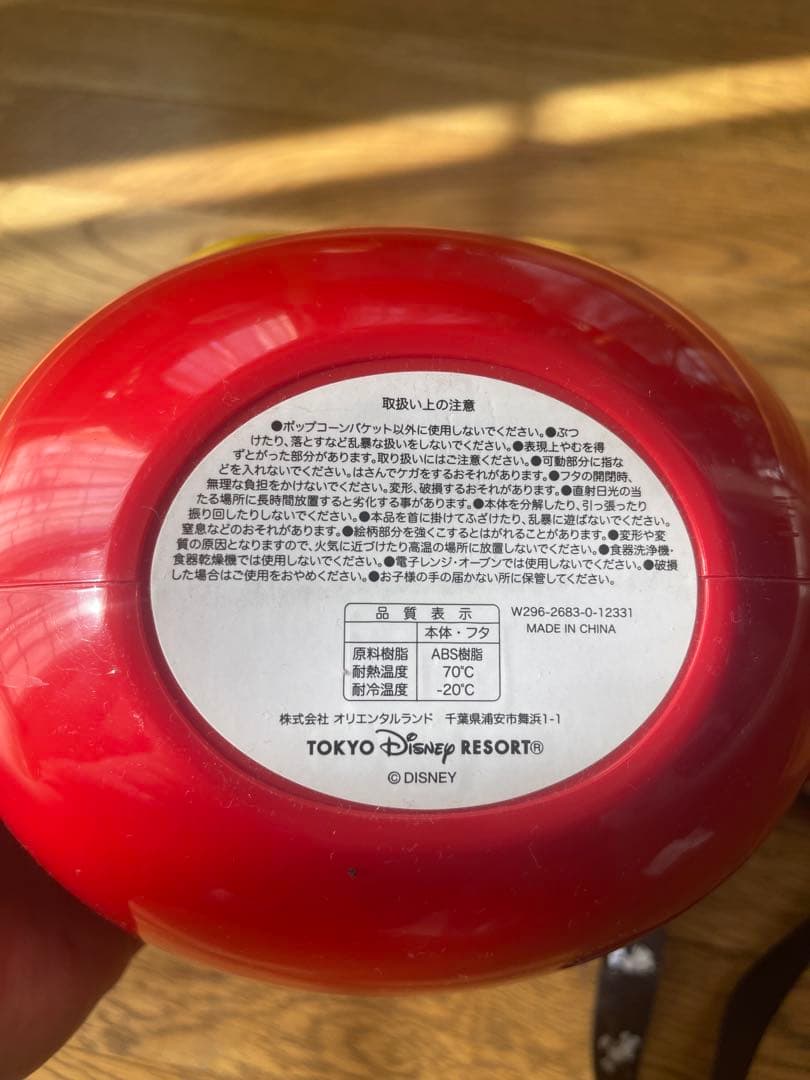 取扱い上の注意
●ポップコーンバケット以外に使用しないでください。●ぶつ
けたり、落とすなど乱暴な扱いをしないでください。●表現上やむを得
ずとがった部分があります。取り扱いにはご注意ください。●可動部分に指な
どを入れないでください。はさんでケガをするおそれがあります。●フタの開閉時、
無理な負担をかけないでください。変形、破損するおそれがあります。●直射日光の当
たる場所に長時間放置すると劣化する事があります。●本体を分解したり、引っ張ったり
振り回したりしないでください。●本品を首に掛けてふざけたり、乱暴に遊ばないでください。
窒息などのおそれがあります。●絵柄部分を強くこするとはがれることがあります。●変形や変
質の原因となりますので、火気に近づけたり高温の場所に放置しないでください。●食器洗浄機・
食器乾燥機では使用しないでください。●電子レンジ・オーブンでは使用しないでください。●破損
した場合はご使用をおやめください。●お子様の手の届かない所に保管してください。
品質表示
本体・フタ
原料樹脂 ABS樹脂
耐熱温度 70℃
耐冷温度 -20℃
W296-2683-0-12331
MADE IN CHINA
株式会社 オリエンタルランド 千葉県浦安市舞浜1-1
TOKYO Disney RESORT®
© DISNEY